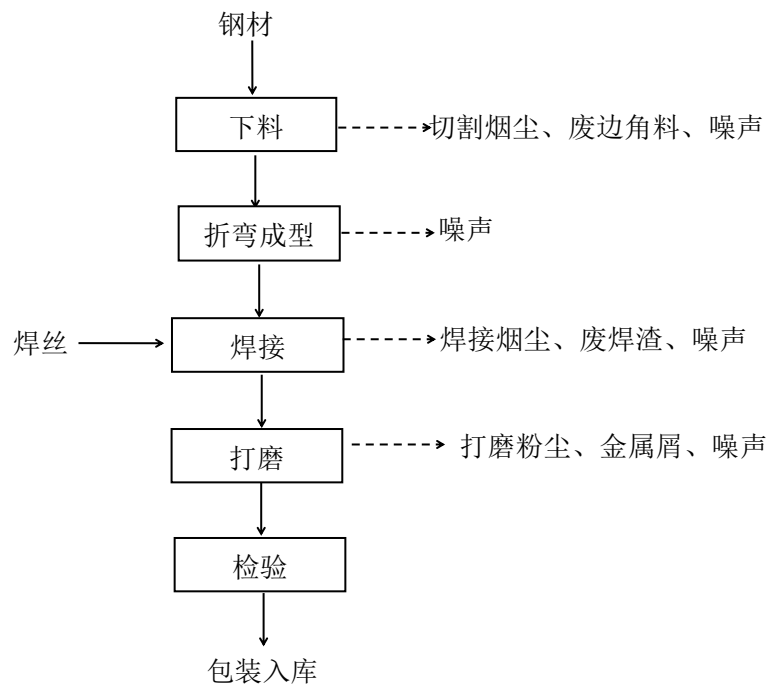 钢材
下料
切割烟尘、废边角料、噪声
折弯成型
噪声
焊丝
焊接
焊接烟尘、废焊渣、噪声
打磨
打磨粉尘、金属屑、噪声
检验
包装入库